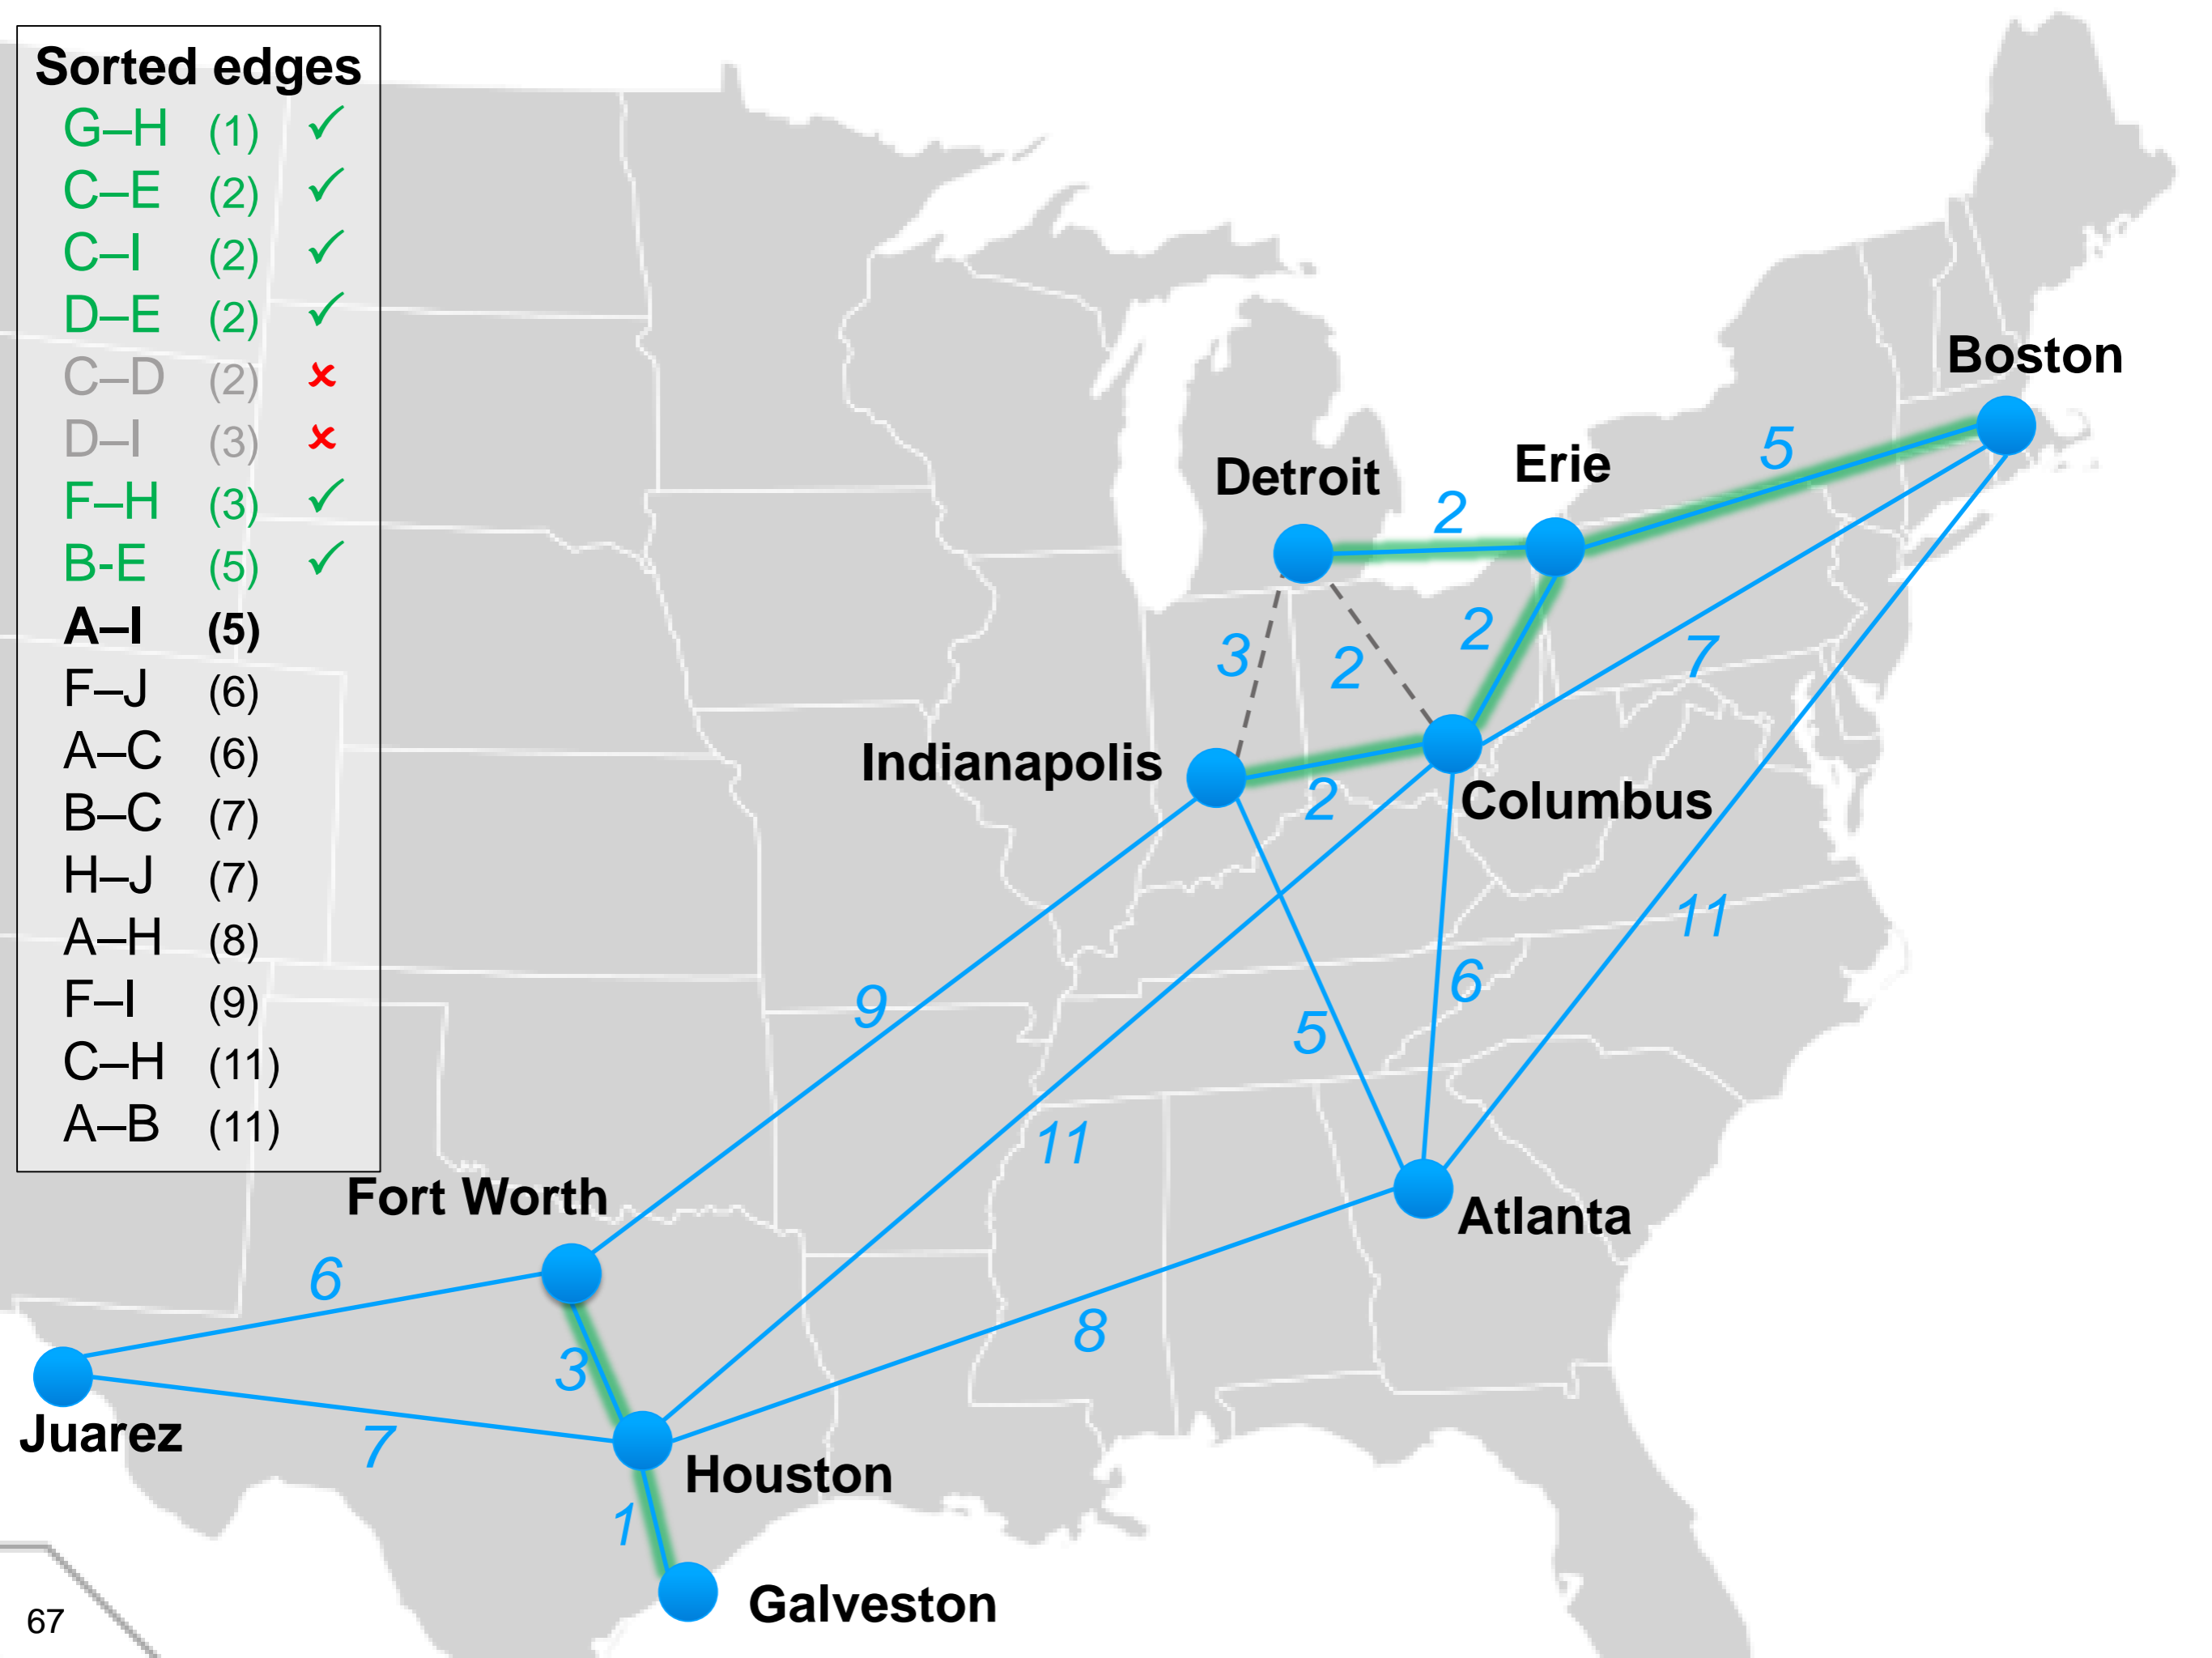 Sorted edges
G–H (1) ✓
C–E (2) ✓
C–I (2) ✓
D–E (2) ✓
C–D (2) ✘
D–I (3) ✘
F–H (3) ✓
B-E (5) ✓
A–I (5)
F–J (6)
A–C (6)
B–C (7)
H–J (7)
A–H (8)
F–I (9)
C–H (11)
A–B (11)
Boston
Erie
Detroit
5
2
3
2
2
7
Indianapolis
2
Columbus
11
9
6
5
11
Fort Worth
Atlanta
6
8
3
Juarez
7
Houston
1
Galveston
67